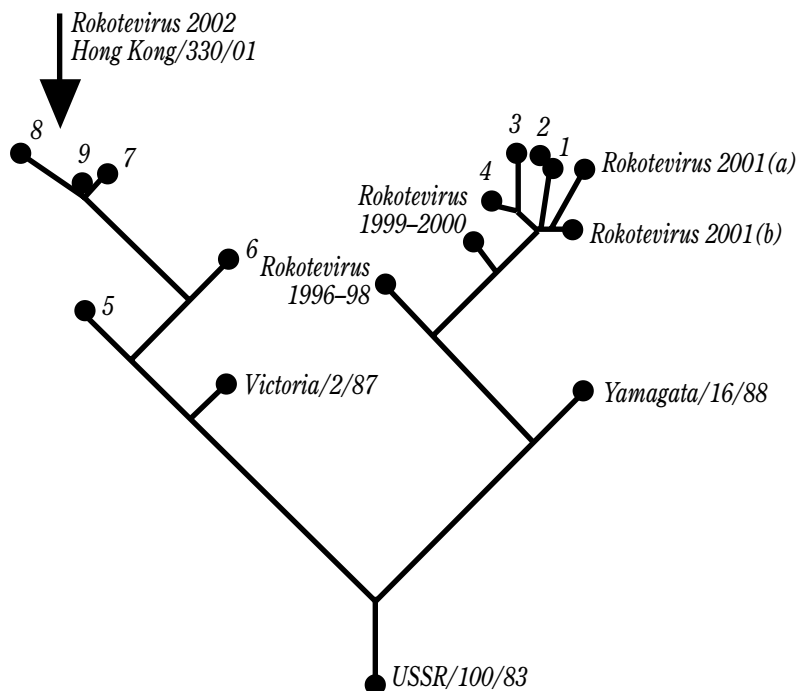 Rokotevirus 2002
Hong Kong/330/01
8
9
7
3
2
1
Rokotevirus 2001(a)
4
Rokotevirus
1999–2000
Rokotevirus 2001(b)
6
Rokotevirus
1996–98
5
Victoria/2/87
Yamagata/16/88
USSR/100/83